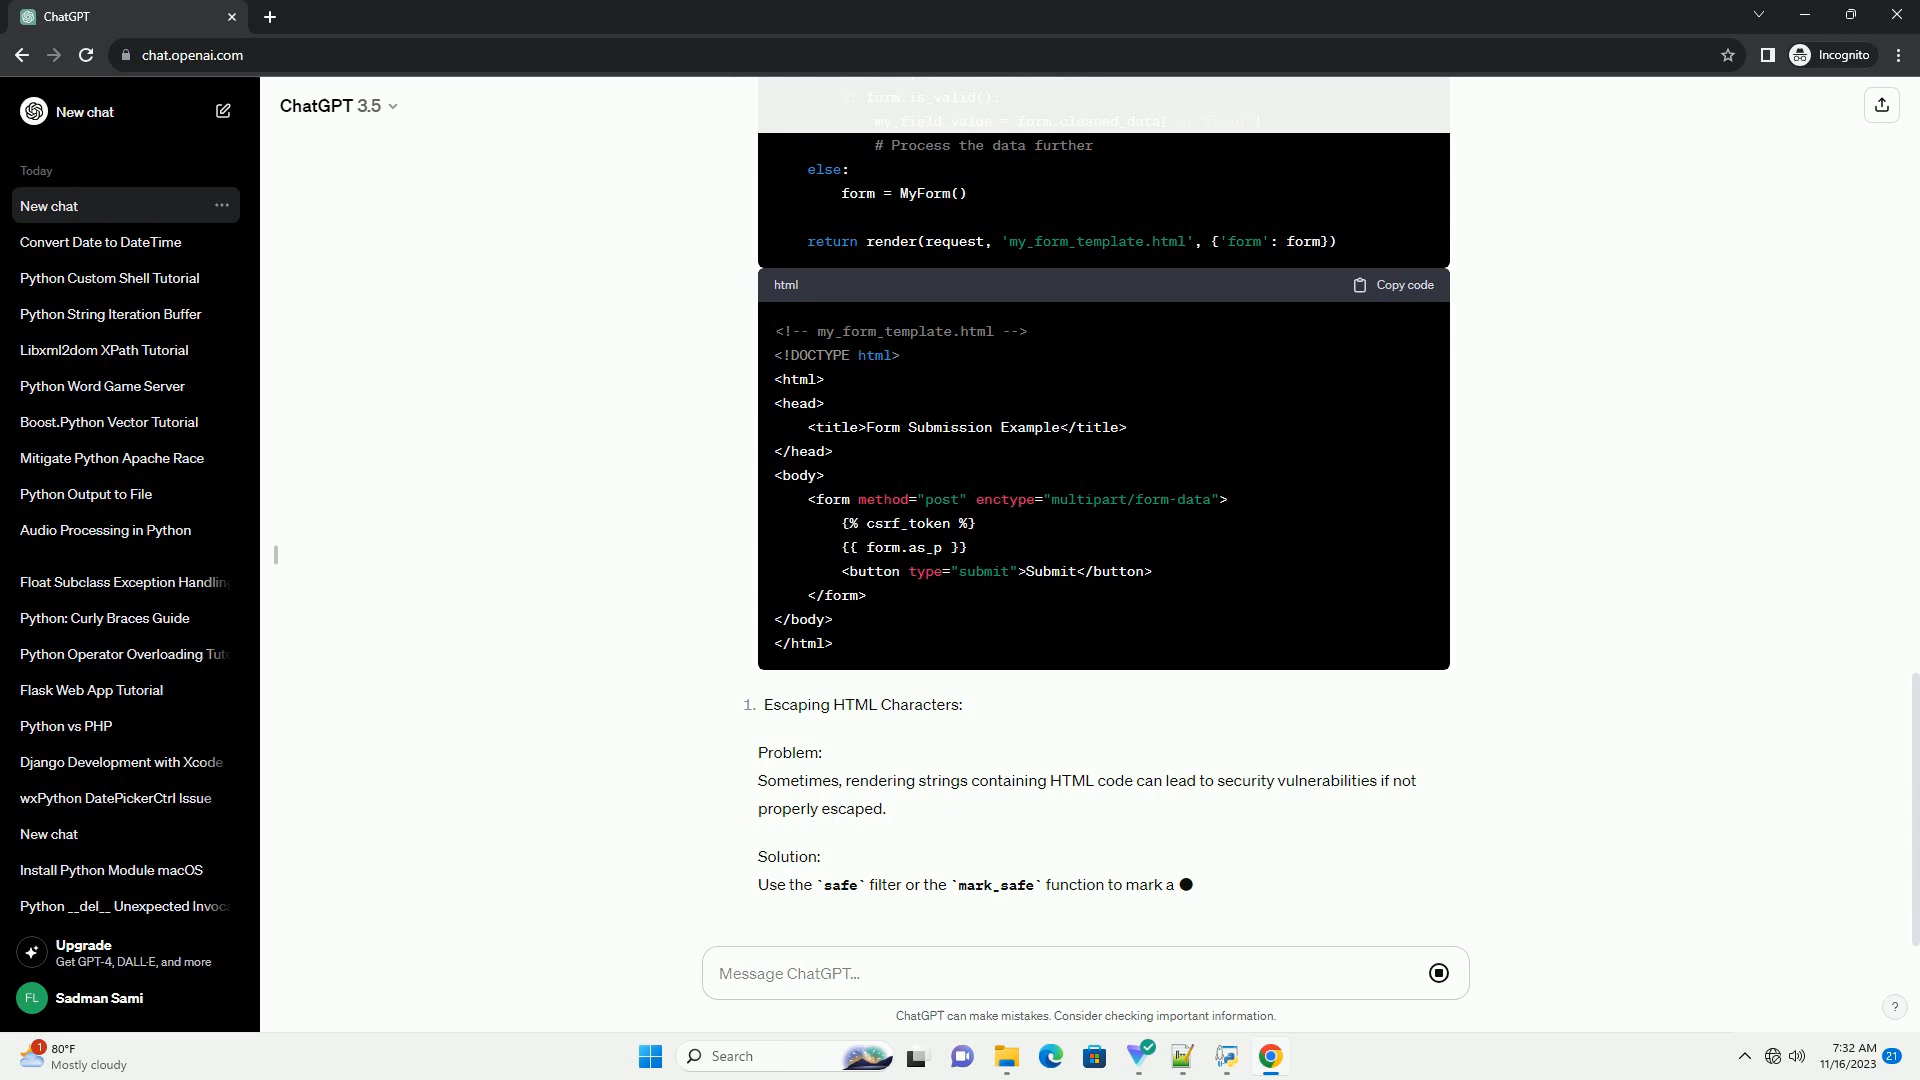 ChatGPT
chat.openai.com
Incognito
New chat
Today
New chat
Convert Date to DateTime
Python Custom Shell Tutorial
Python String Iteration Buffer
Libxml2dom XPath Tutorial
Python Word Game Server
Boost.Python Vector Tutorial
Mitigate Python Apache Race
Python Output to File
Audio Processing in Python
Float Subclass Exception Handling
Python: Curly Braces Guide
Python Operator Overloading Tuto
Flask Web App Tutorial
Python vs PHP
Django Development with Xcode
wxPython DatePickerCtrl Issue
New chat
Install Python Module macOS
Python __del__ Unexpected Invoca
Upgrade
Get GPT-4, DALL·E, and more
FL Sadman Sami
ChatGPT 3.5
form.is_valid():
my_field_value = form.cleaned_data[
# Process the data further
else:
form = MyForm()
return render(request, 'my_form_template.html', {'form': form})
html Copy code
<!-- my_form_template.html -->
<!DOCTYPE html>
<html>
<head>
<title>Form Submission Example</title>
</head>
<body>
<form method="post" enctype="multipart/form-data">
{% csrf_token %}
{{ form.as_p }}
<button type="submit">Submit</button>
</form>
</body>
</html>
1. Escaping HTML Characters:
Problem:
Sometimes, rendering strings containing HTML code can lead to security vulnerabilities if not
properly escaped.
Solution:
Use the `safe` filter or the `mark_safe` function to mark a
Message ChatGPT...
ChatGPT can make mistakes. Consider checking important information.
?
1
80°F
Mostly cloudy
Search
7:32 AM
11/16/2023
21